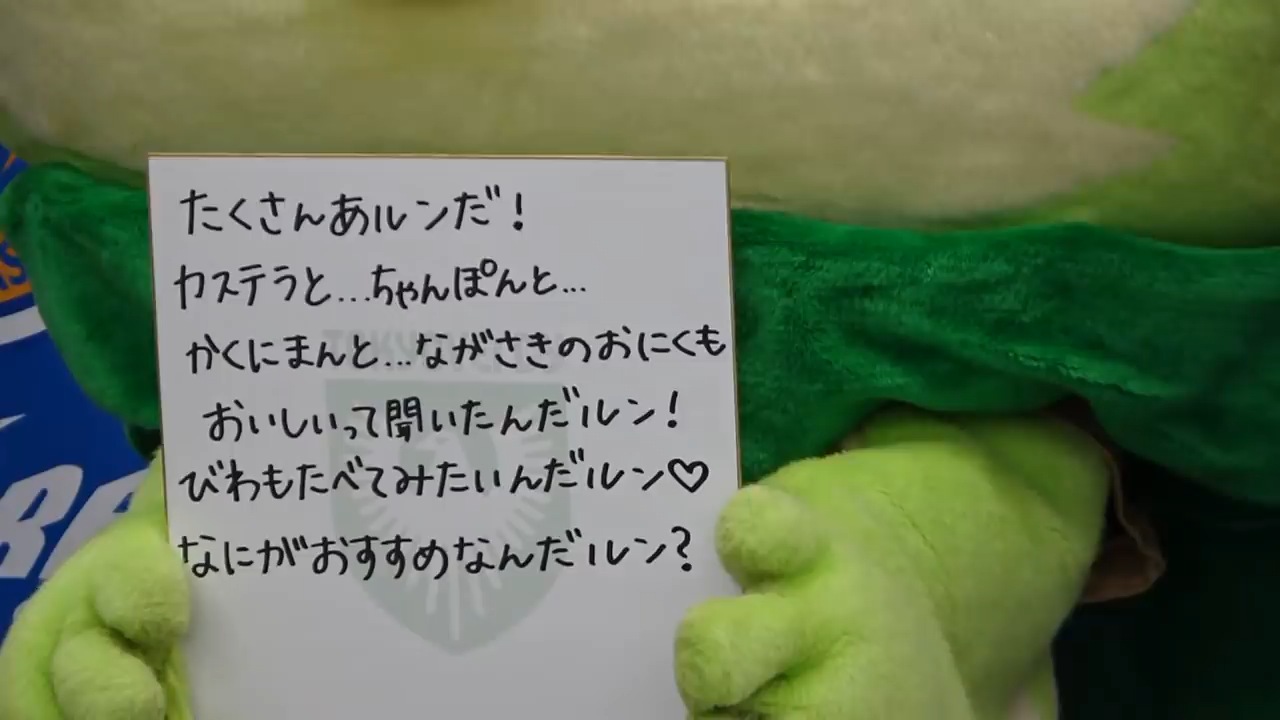 たくさんあルンだ!
カステラと...ちゃんぽんと...
かくにまんと...ながさきのおにくも
おいしいって聞いたんだルン!
びわもたべてみたいんだルン♡
なにがおすすめなんだルン?